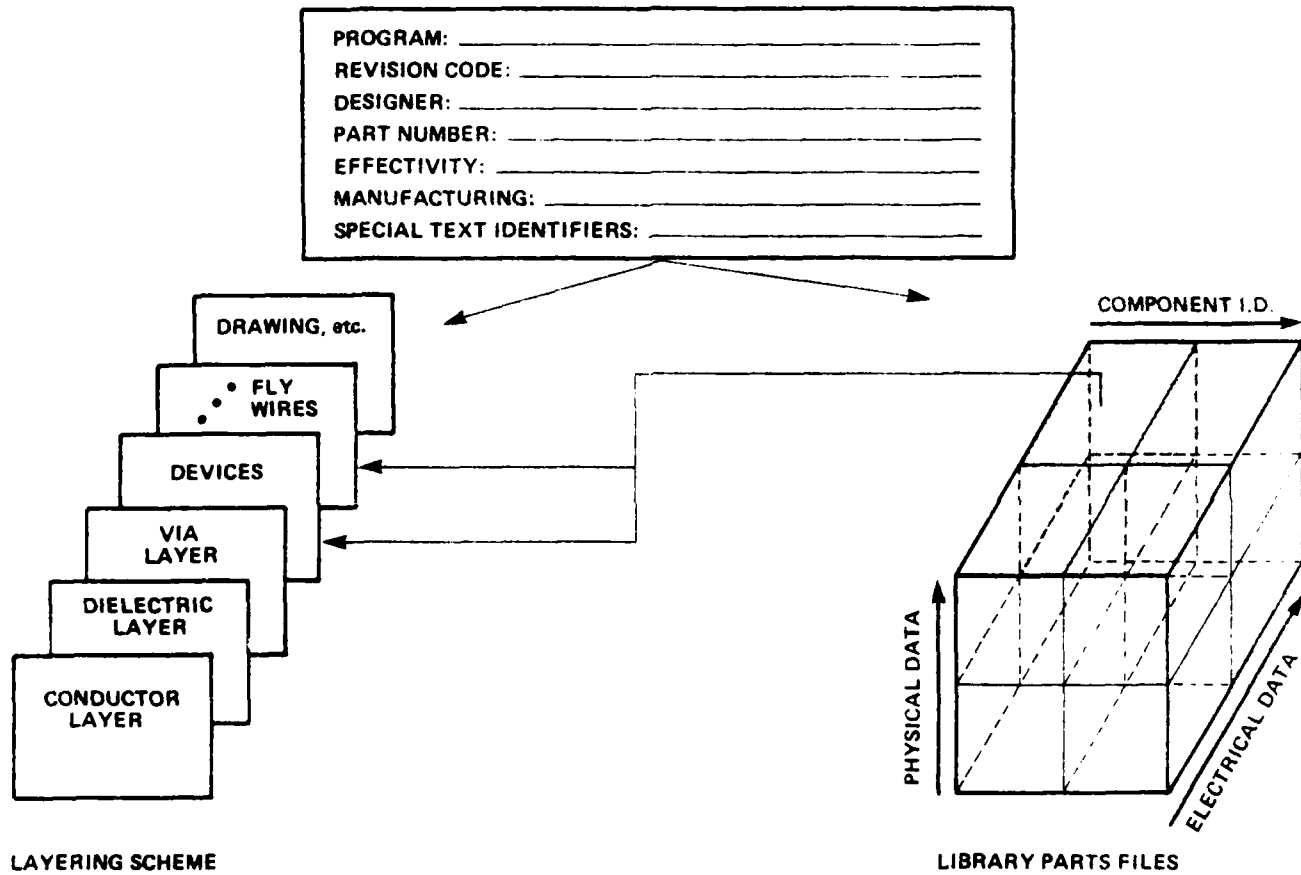 PROGRAM:
REVISION CODE:
DESIGNER:
PART NUMBER:
EFFECTIVITY:
MANUFACTURING:
SPECIAL TEXT IDENTIFIERS:
DRAWING, etc.
FLY
WIRES
DEVICES
VIA
LAYER
DIELECTRIC
LAYER
CONDUCTOR
LAYER
LAYERING SCHEME
COMPONENT I.D.
PHYSICAL DATA
ELECTRICAL DATA
LIBRARY PARTS FILES